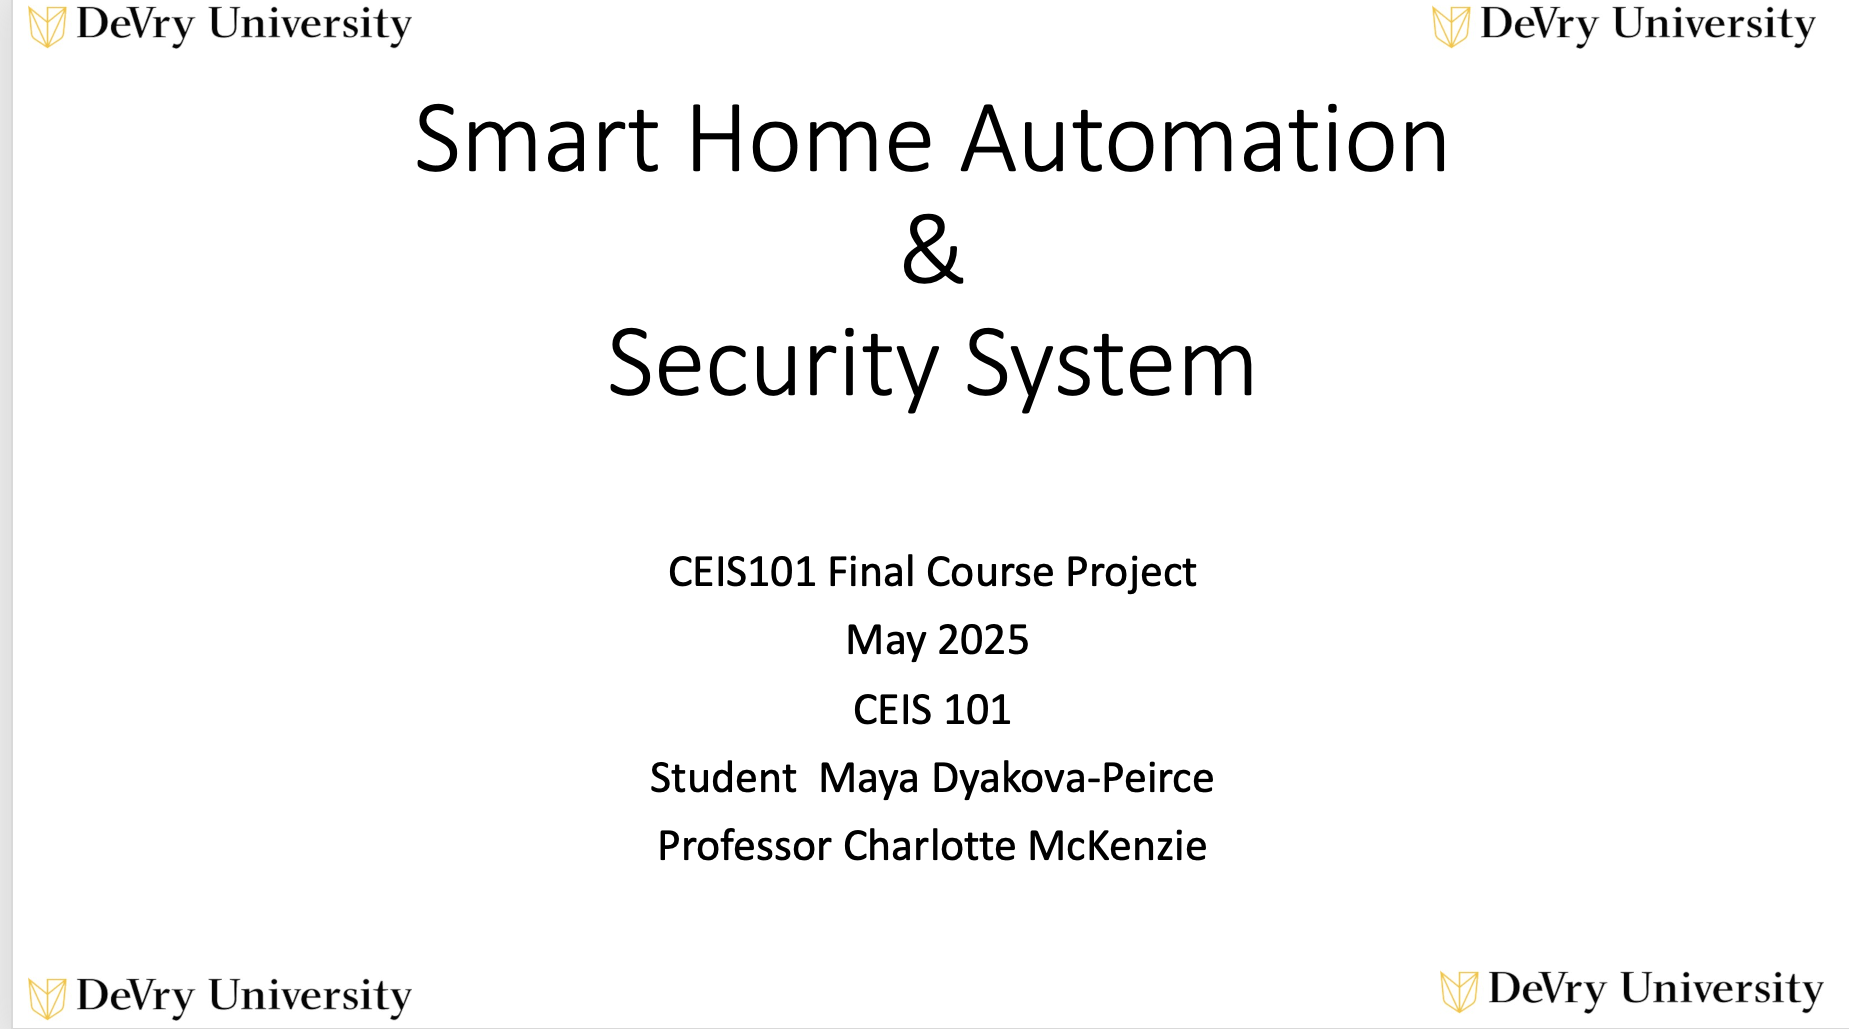 DeVry University DeVry University
Smart Home Automation
&
Security System
CEIS101 Final Course Project
May 2025
CEIS 101
Student  Maya Dyakova-Peirce
Professor Charlotte McKenzie
DeVry University DeVry University